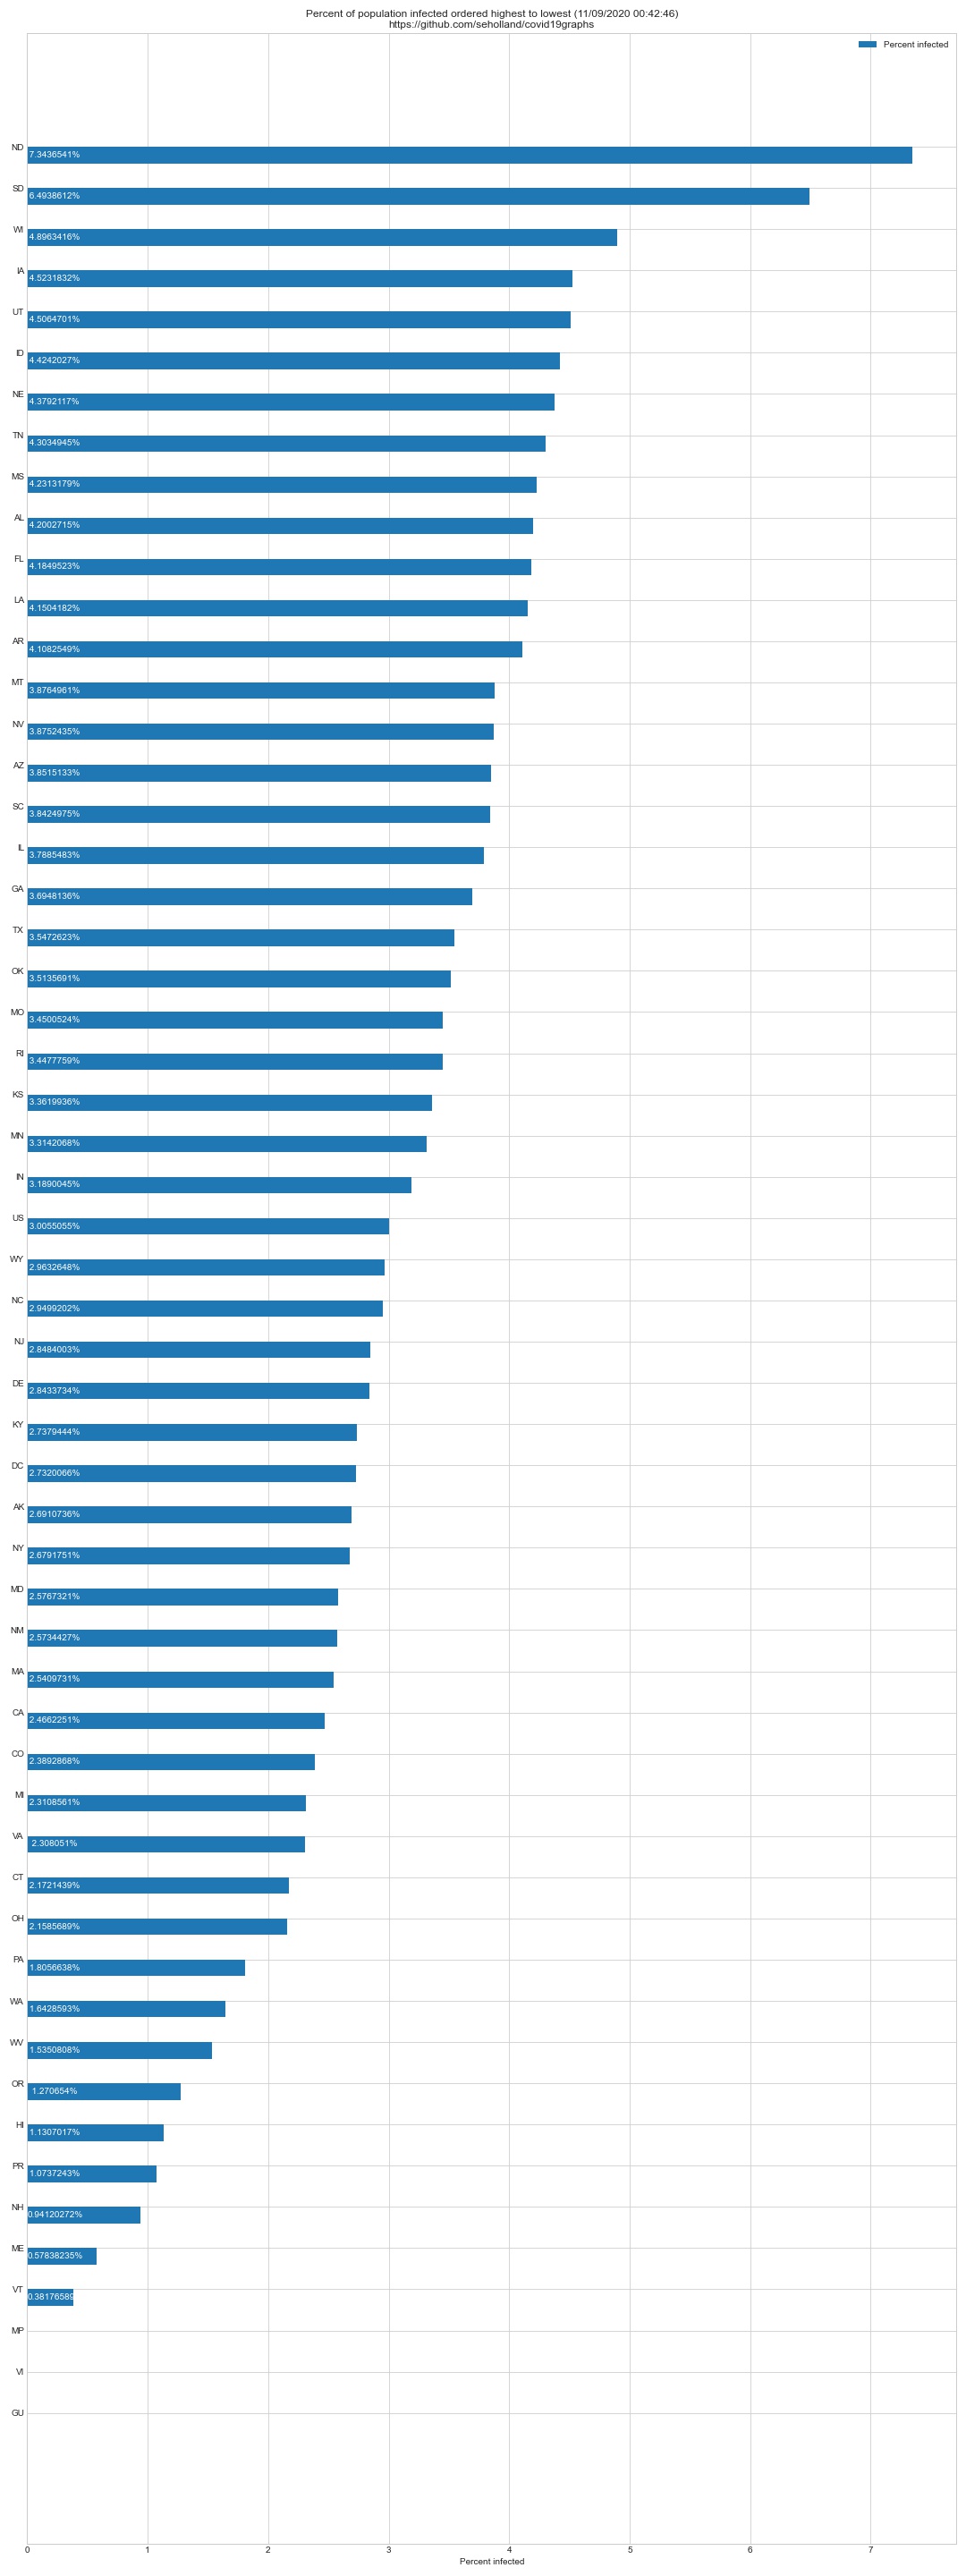 Percent of population infected ordered highest to lowest (11/09/2020 00:42:46)
https://github.com/seholland/covid19graphs
Percent infected
ND 7.3436541%
SD 6.4938612%
WI 4.8963416%
IA 4.5231832%
UT 4.5064701%
ID 4.4242027%
NE 4.3792117%
TN 4.3034945%
MS 4.2313179%
AL 4.2002715%
FL 4.1849523%
LA 4.1504182%
AR 4.1082549%
MT 3.8764961%
NV 3.8752435%
AZ 3.8515133%
SC 3.8424975%
IL 3.7885483%
GA 3.6948136%
TX 3.5472623%
OK 3.5135691%
MO 3.4500524%
RI 3.4477759%
KS 3.3619936%
MN 3.3142068%
IN 3.1890045%
US 3.0055055%
WY 2.9632648%
NC 2.9499202%
NJ 2.8484003%
DE 2.8433734%
KY 2.7379444%
DC 2.7320066%
AK 2.6910736%
NY 2.6791751%
MD 2.5767321%
NM 2.5734427%
MA 2.5409731%
CA 2.4662251%
CO 2.3892868%
MI 2.3108561%
VA 2.308051%
CT 2.1721439%
OH 2.1585689%
PA 1.8056638%
WA 1.6428593%
WV 1.5350808%
OR 1.270654%
HI 1.1307017%
PR 1.0737243%
NH 0.94120272%
ME 0.57838235%
VT 0.38176589
MP
VI
GU
0 1 2 3 4 5 6 7
Percent infected